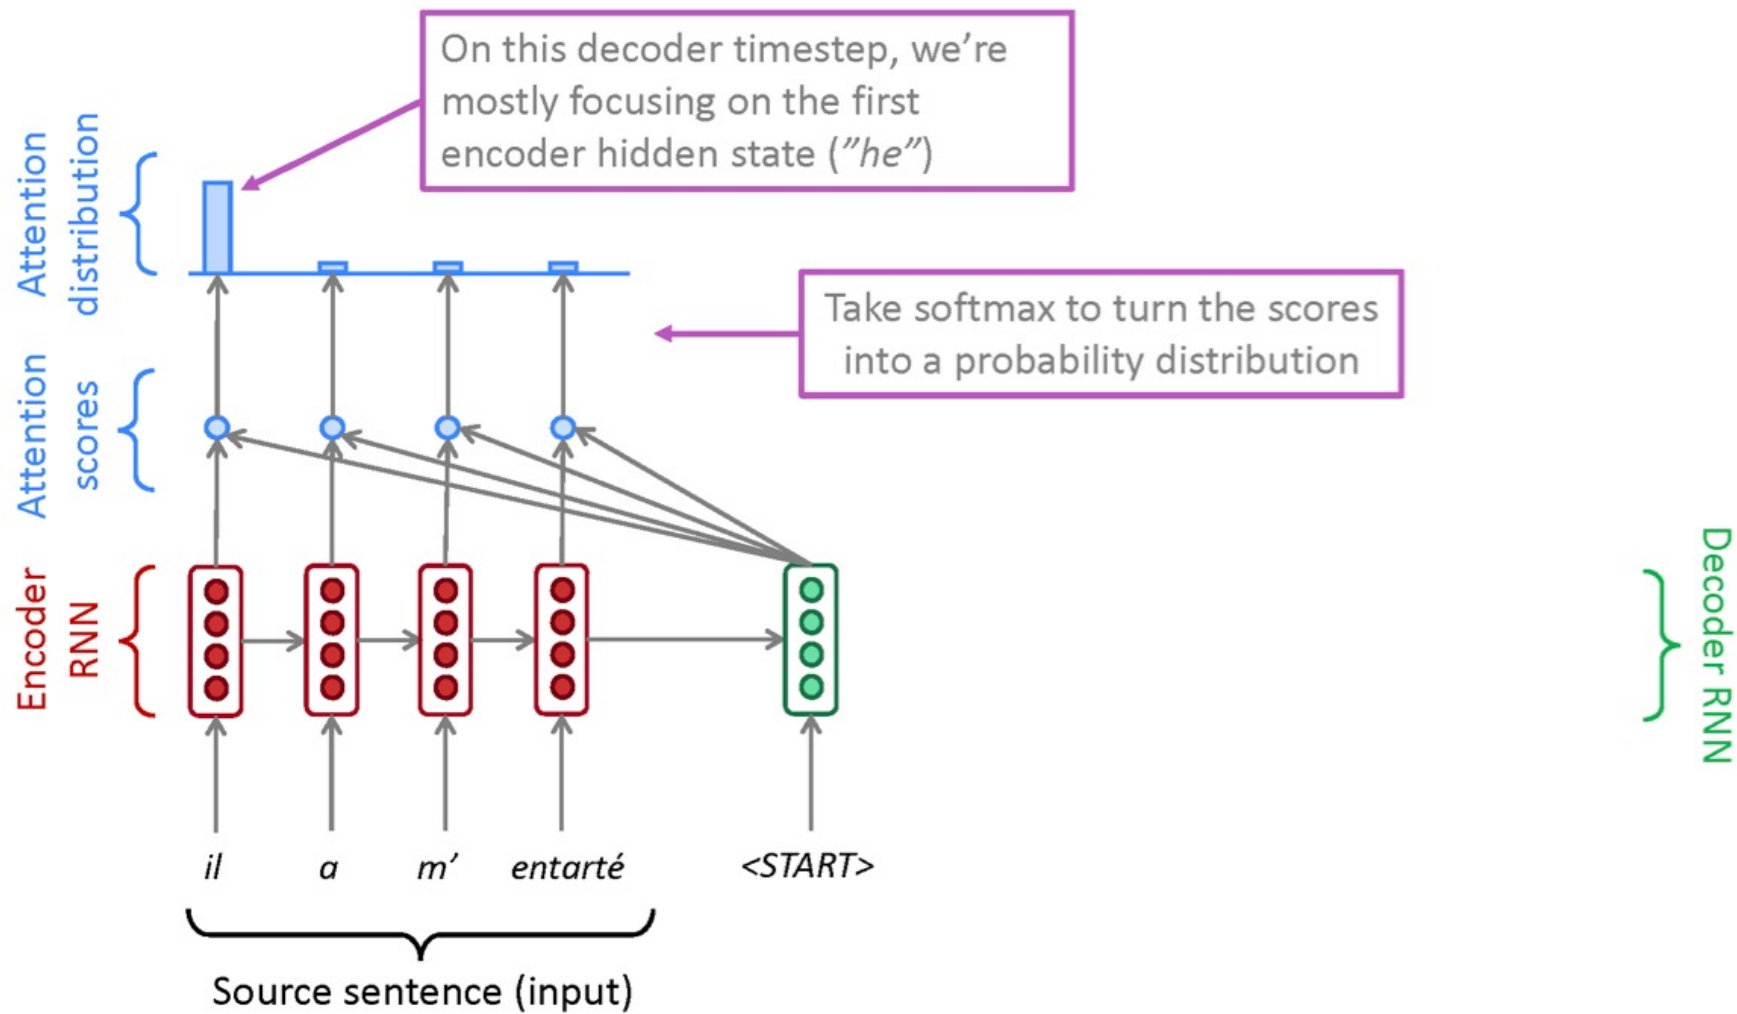 On this decoder timestep, we’re
mostly focusing on the first
encoder hidden state (”he”)
Attention
distribution
Take softmax to turn the scores
into a probability distribution
Attention
scores
Encoder
RNN
Decoder RNN
il a m’ entarté <START>
Source sentence (input)